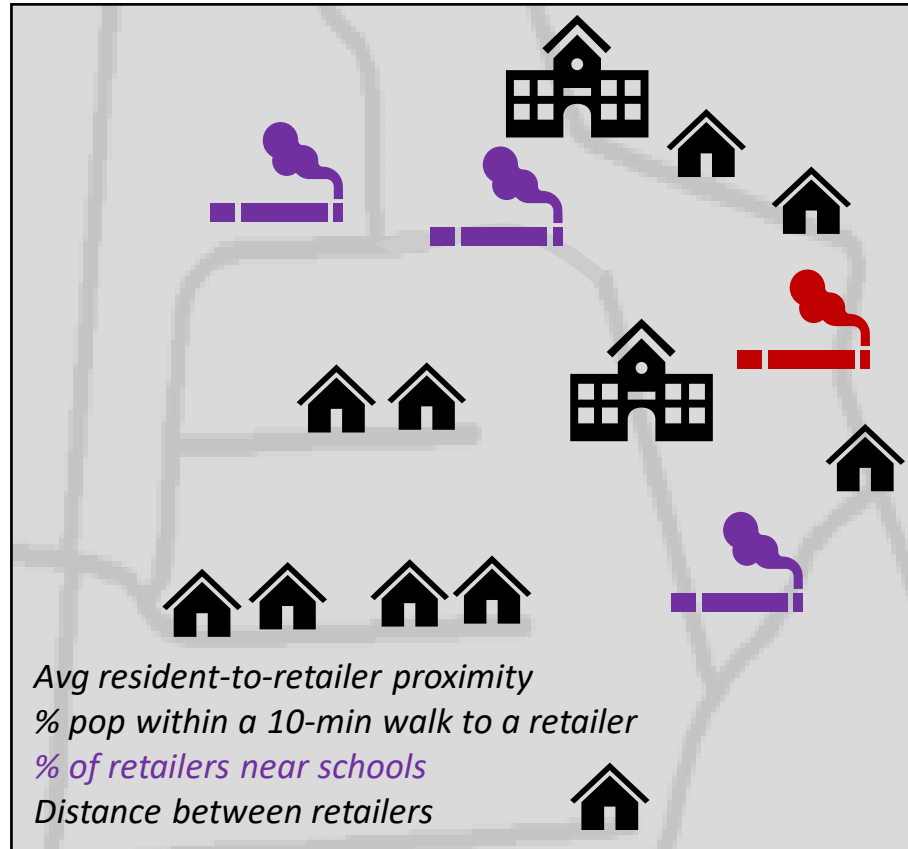 Avg resident-to-retailer proximity
% pop within a 10-min walk to a retailer
% of retailers near schools
Distance between retailers